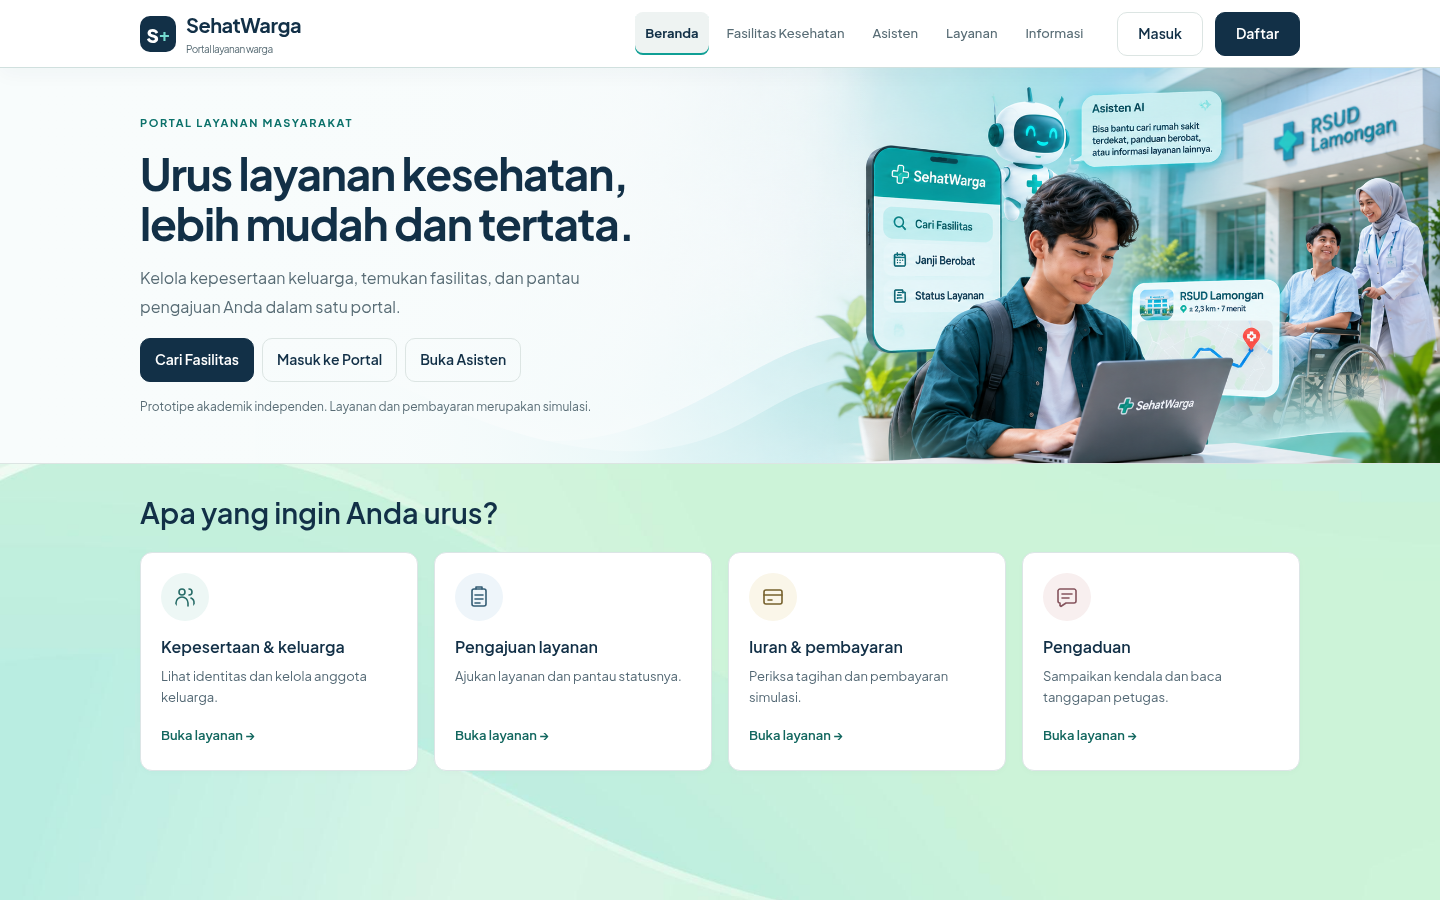 S+ SehatWarga
Portal layanan warga
Beranda
Fasilitas Kesehatan
Asisten
Layanan
Informasi
Masuk
Daftar
PORTAL LAYANAN MASYARAKAT
Urus layanan kesehatan,
lebih mudah dan tertata.
Kelola kepesertaan keluarga, temukan fasilitas, dan pantau
pengajuan Anda dalam satu portal.
Cari Fasilitas
Masuk ke Portal
Buka Asisten
Prototipe akademik independen. Layanan dan pembayaran merupakan simulasi.
SehatWarga
Cari Fasilitas
Janji Berobat
Status Layanan
Asisten AI
Bisa bantu cari rumah sakit
terdekat, panduan berobat,
atau informasi layanan lainnya.
RSUD
Lamongan
RSUD Lamongan
± 2,3 km • 7 menit
SehatWarga
Apa yang ingin Anda urus?
Kepesertaan & keluarga
Lihat identitas dan kelola anggota
keluarga.
Buka layanan →
Pengajuan layanan
Ajukan layanan dan pantau statusnya.
Buka layanan →
Iuran & pembayaran
Periksa tagihan dan pembayaran
simulasi.
Buka layanan →
Pengaduan
Sampaikan kendala dan baca
tanggapan petugas.
Buka layanan →